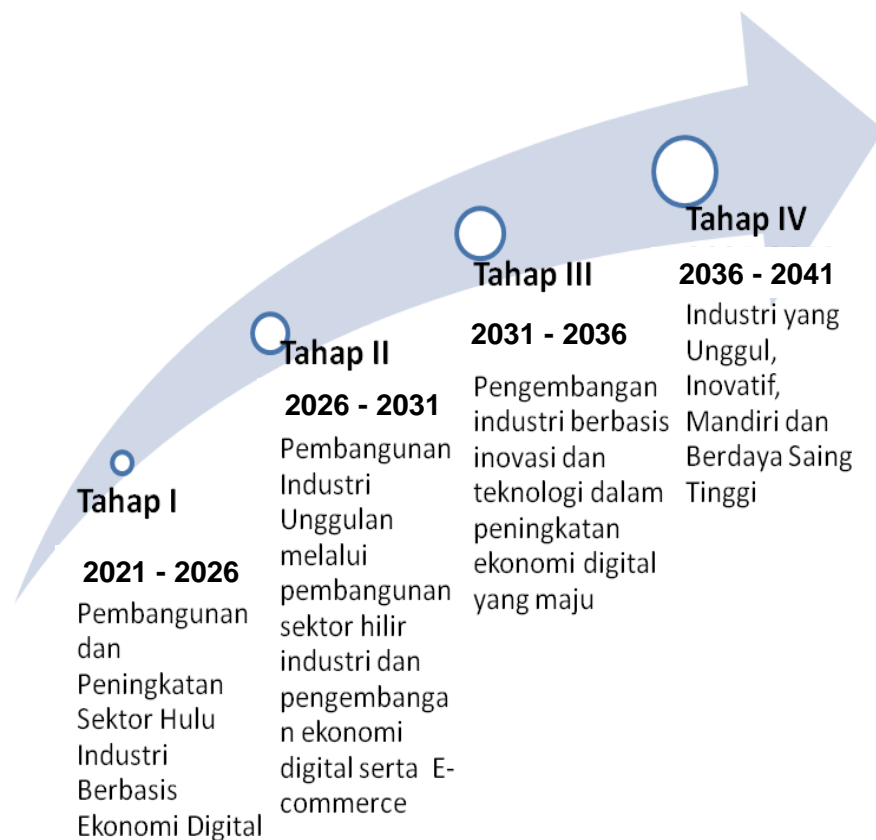 Tahap I
2021 - 2026
Pembangunan
dan
Peningkatan
Sektor Hulu
Industri
Berbasis
Ekonomi Digital
Tahap II
2026 - 2031
Pembangunan
Industri
Unggulan
melalui
pembangunan
sektor hilir
industri dan
pengembanga
n ekonomi
digital serta E-
commerce
Tahap III
2031 - 2036
Pengembangan
industri berbasis
inovasi dan
teknologi dalam
peningkatan
ekonomi digital
yang maju
Tahap IV
2036 - 2041
Industri yang
Unggul,
Inovatif,
Mandiri dan
Berdaya Saing
Tinggi